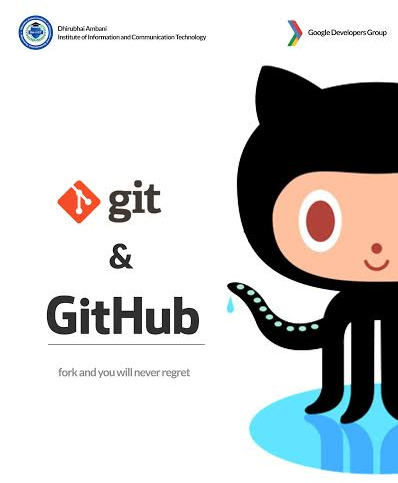 Dhirubhai Ambani
Institute of Information and Communication Technology
Google Developers Group
git
&
GitHub
fork and you will never regret